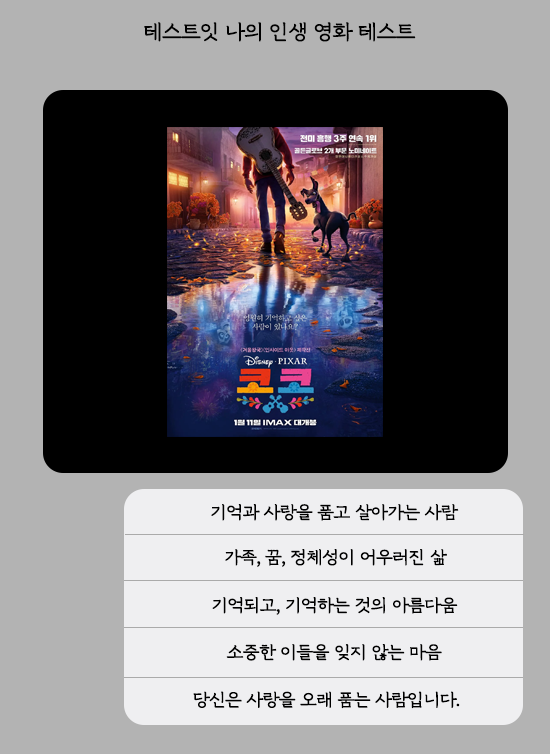 테스트잇 나의 인생 영화 테스트
전미 흥행 3주 연속 1위
골든글로브 2개 부문 노미네이트
영원히 기억하고 싶은
사람이 있나요?
<겨울왕국> <인사이드 아웃> 제작진
Disney · PIXAR
코코
1월 11일 IMAX 대개봉
기억과 사랑을 품고 살아가는 사람
가족, 꿈, 정체성이 어우러진 삶
기억되고, 기억하는 것의 아름다움
소중한 이들을 잊지 않는 마음
당신은 사랑을 오래 품는 사람입니다.